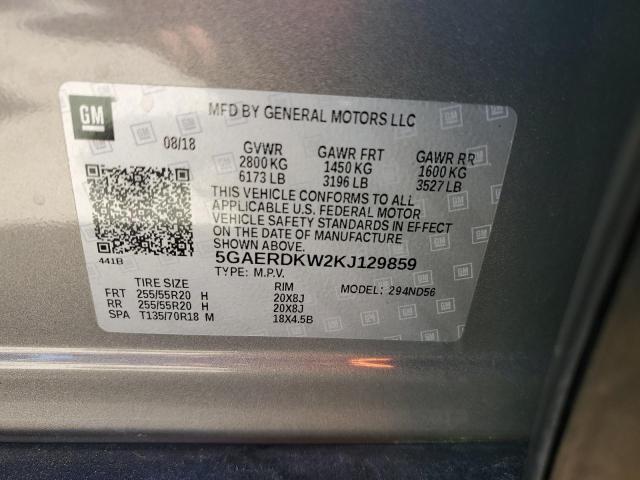 GM
MFD BY GENERAL MOTORS LLC
08/18 GVWR GAWR FRT GAWR RR
2800 KG 1450 KG 1600 KG
6173 LB 3196 LB 3527 LB
THIS VEHICLE CONFORMS TO ALL
APPLICABLE U.S. FEDERAL MOTOR
VEHICLE SAFETY STANDARDS IN EFFECT
ON THE DATE OF MANUFACTURE
SHOWN ABOVE.
441B
5GAERDKW2KJ129859
TYPE: M.P.V.
TIRE SIZE RIM MODEL: 294ND56
FRT 255/55R20 H 20X8J
RR 255/55R20 H 20X8J
SPA T135/70R18 M 18X4.5B